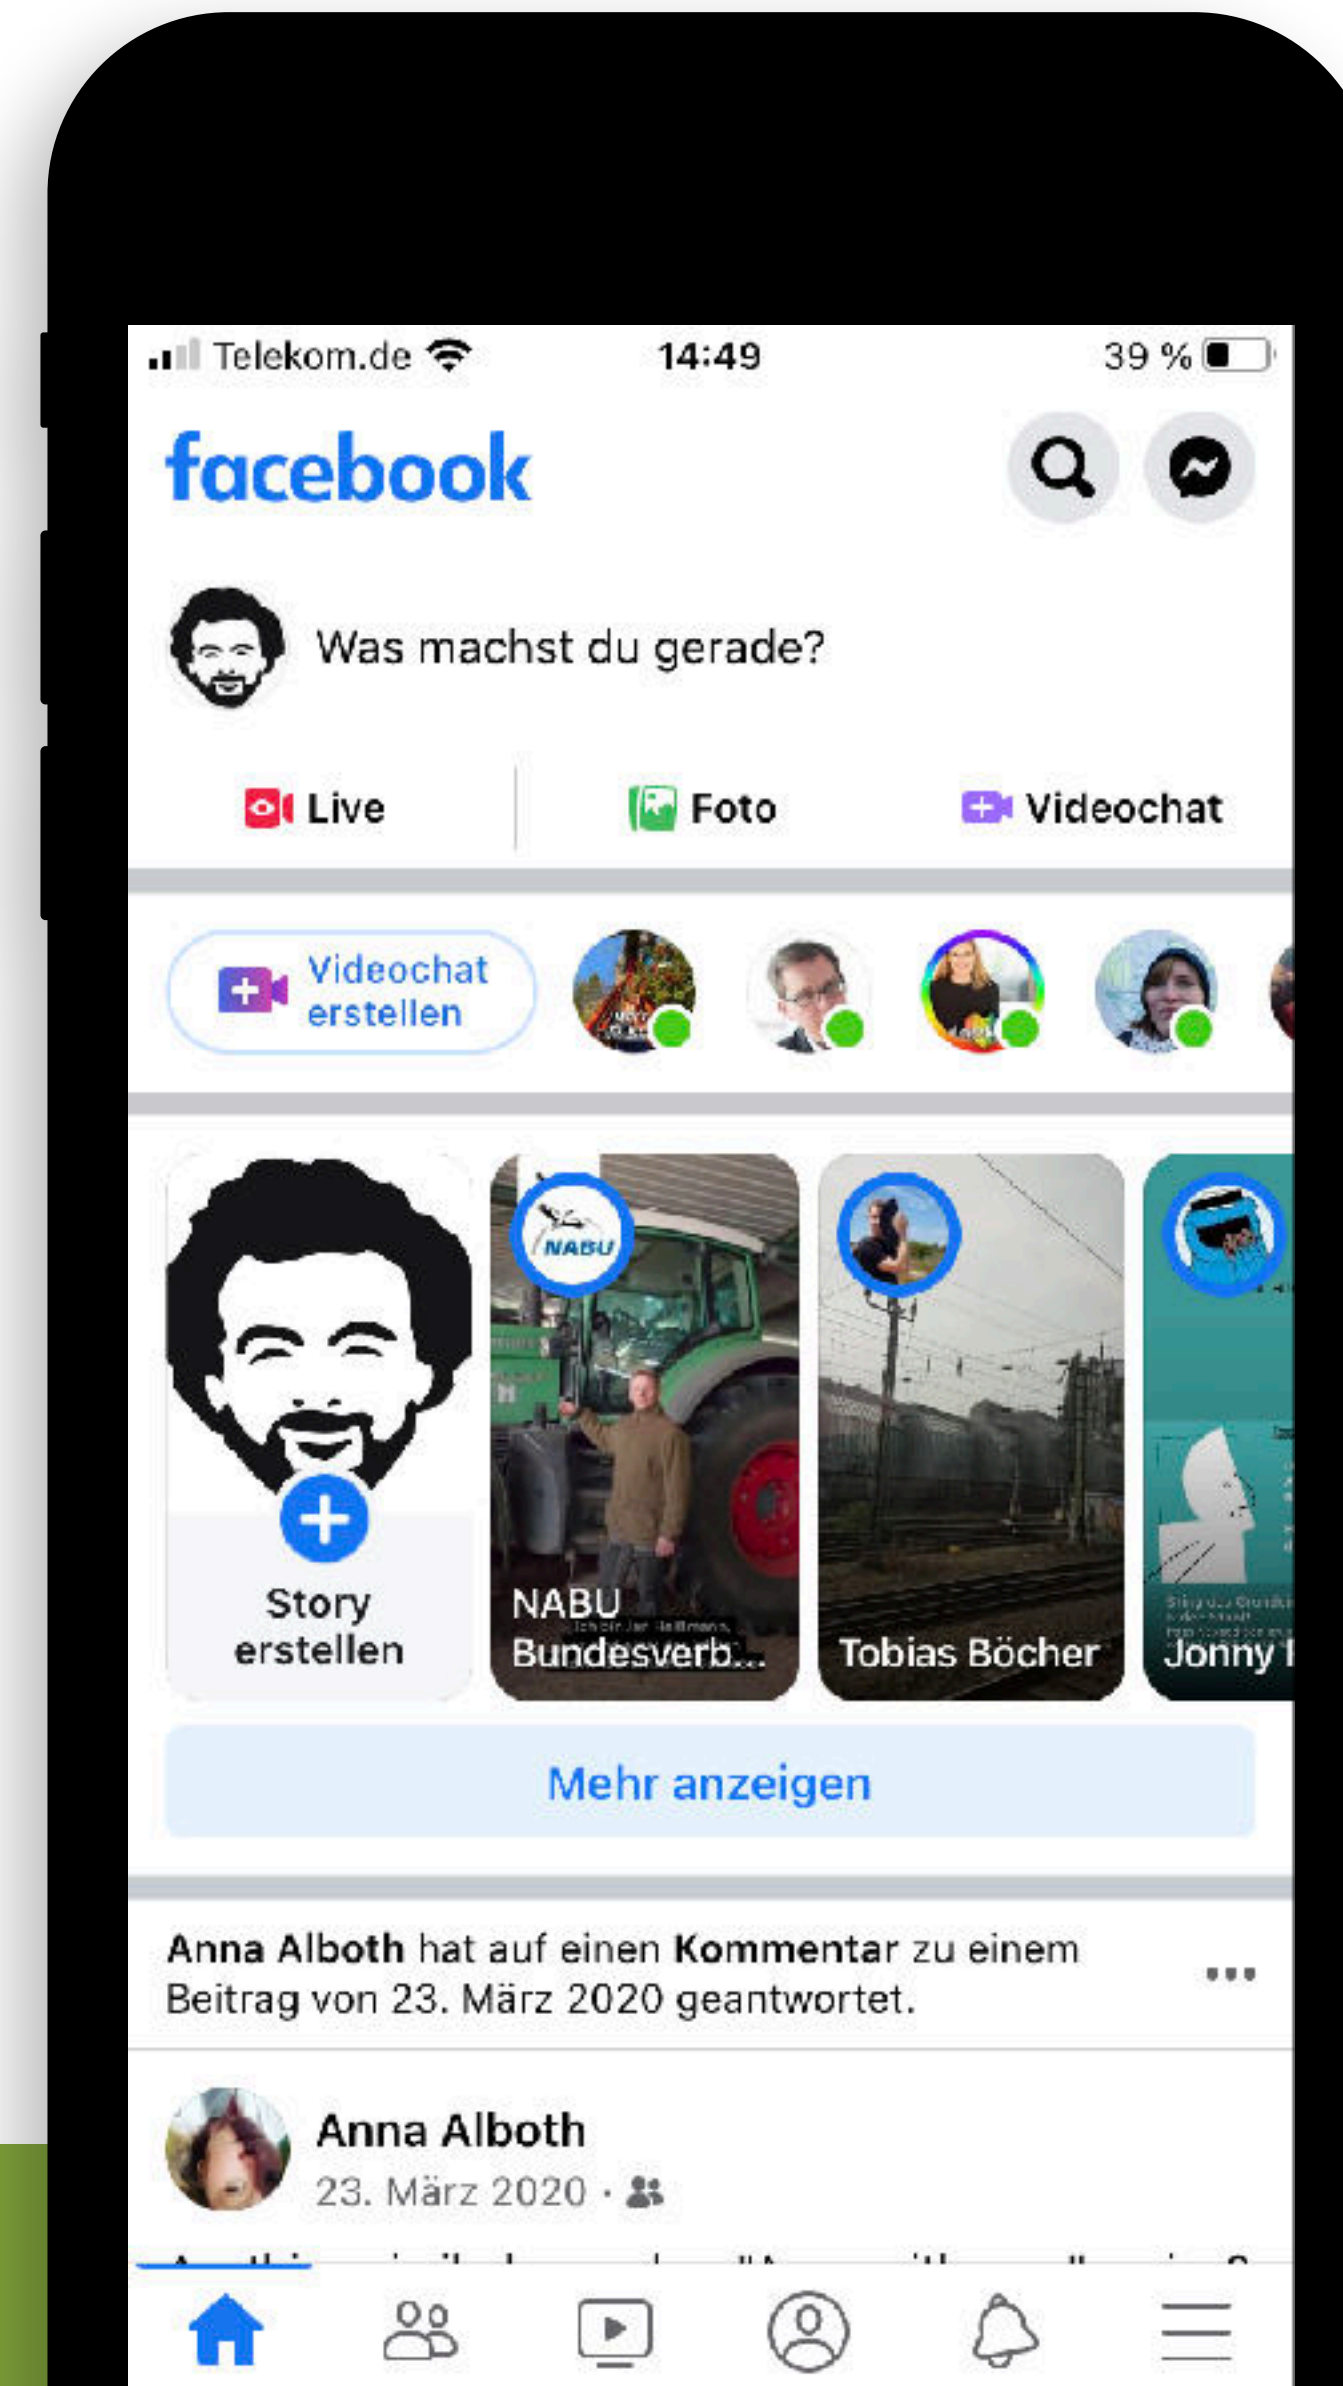 Telekom.de 14:49 39 %
facebook
Was machst du gerade?
Live Foto Videochat
Videochat
erstellen
NABU
Story
erstellen
NABU
Bundesverb...
Tobias Böcher
Jonny
Mehr anzeigen
Anna Alboth hat auf einen Kommentar zu einem
Beitrag von 23. März 2020 geantwortet.
Anna Alboth
23. März 2020 ·